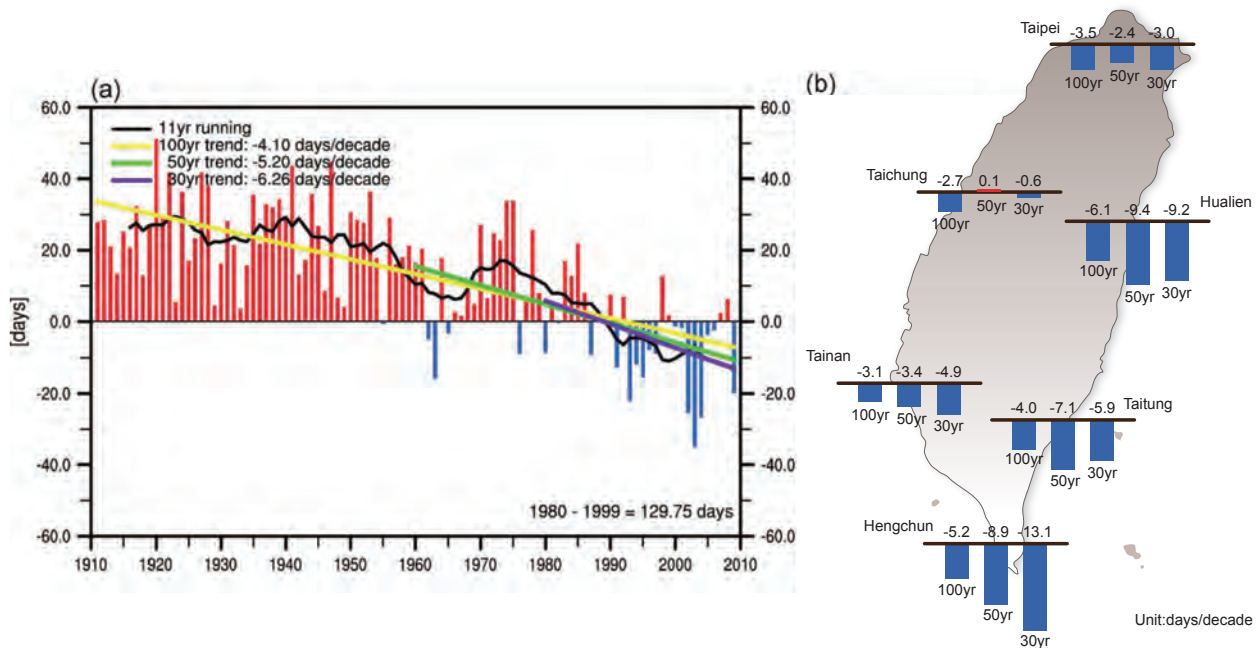 (a)
60.0
40.0
20.0
0.0
-20.0
-40.0
-60.0
[days]
11yr running
100yr trend: -4.10 days/decade
50yr trend: -5.20 days/decade
30yr trend: -6.26 days/decade
1980 - 1999 = 129.75 days
60.0
40.0
20.0
0.0
-20.0
-40.0
-60.0
1910 1920 1930 1940 1950 1960 1970 1980 1990 2000 2010
(b)
Taipei
-3.5 -2.4 -3.0
100yr 50yr 30yr
Taichung
-2.7 0.1 -0.6
100yr 50yr 30yr
Hualien
-6.1 -9.4 -9.2
100yr 50yr 30yr
Tainan
-3.1 -3.4 -4.9
100yr 50yr 30yr
Taitung
-4.0 -7.1 -5.9
100yr 50yr 30yr
Hengchun
-5.2 -8.9 -13.1
100yr 50yr 30yr
Unit:days/decade